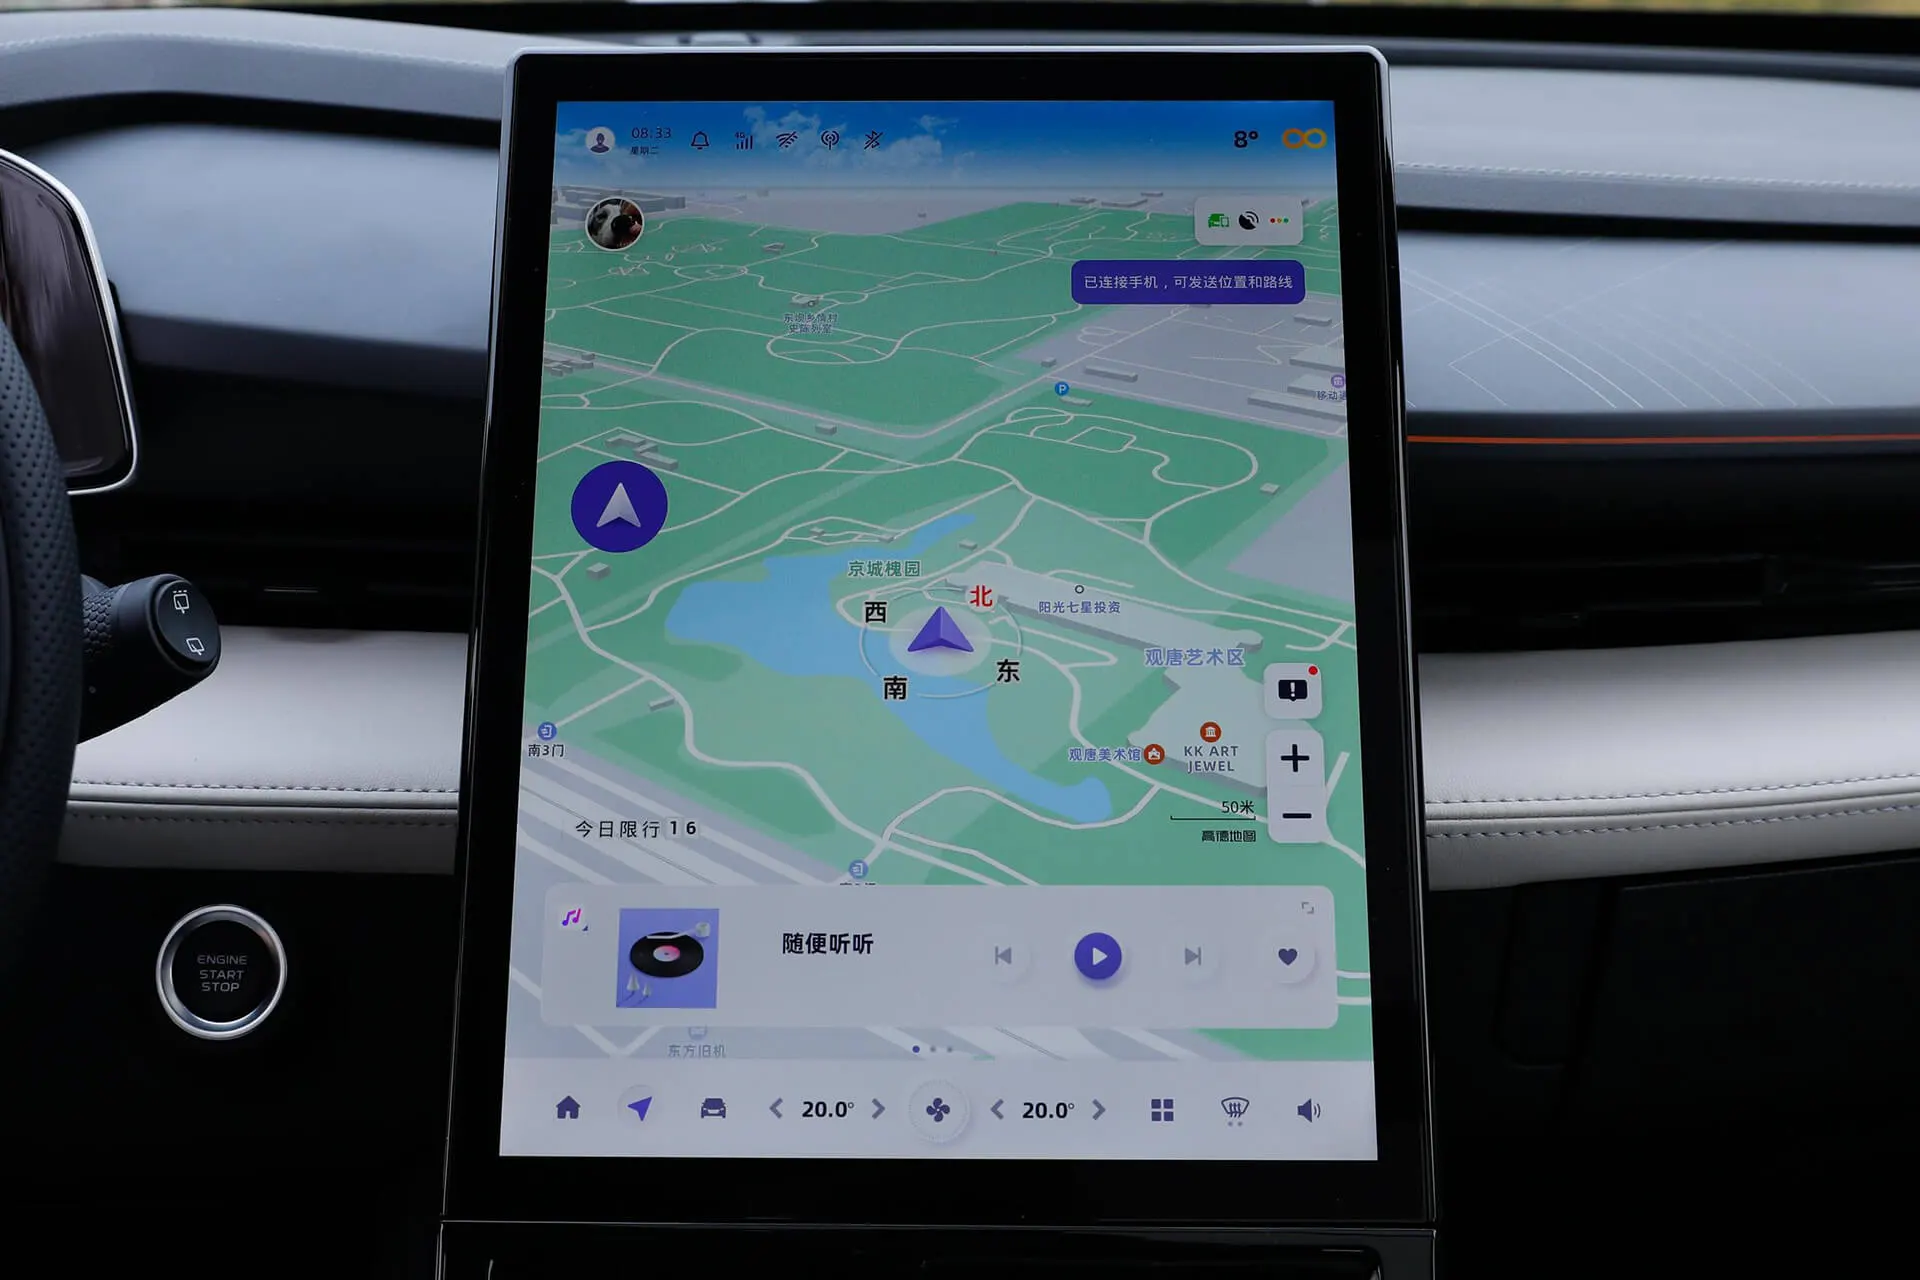 08:33
星期二
4G
8°
已连接手机，可发送位置和路线
东坝乡情村
史陈列室
P
移动通
京城槐园
北
西
阳光七星投资
东
观唐艺术区
南
南3门
观唐美术馆
KK ART
JEWEL
50米
今日限行 1 6
高德地图
随便听听
ENGINE
START
STOP
东方旧机
20.0°
20.0°